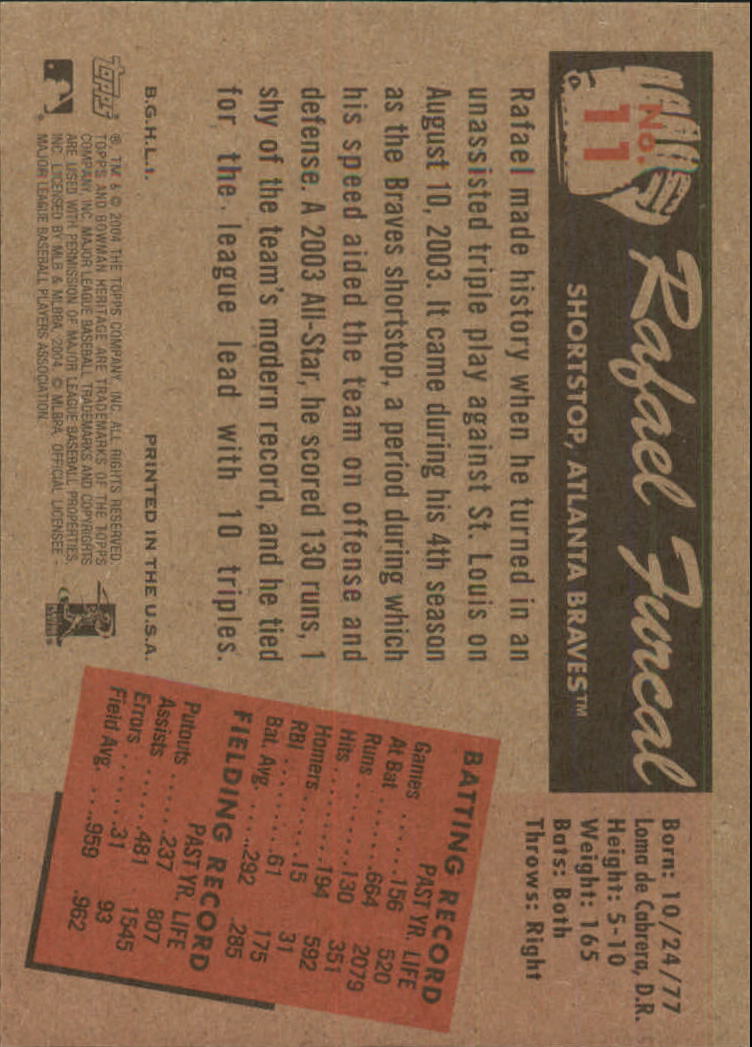 No.
11
Rafael Furcal
SHORTSTOP, ATLANTA BRAVES™
Born: 10/24/77
Loma de Cabrera, D.R.
Height: 5-10
Weight: 165
Bats: Both
Throws: Right
Rafael made history when he turned in an
unassisted triple play against St. Louis on
August 10, 2003. It came during his 4th season
as the Braves shortstop, a period during which
his speed aided the team on offense and
defense. A 2003 All-Star, he scored 130 runs, 1
shy of the team's modern record, and he tied
for the league lead with 10 triples.
BATTING RECORD
PAST YR. LIFE
Games ......156 520
At Bat .......664 2079
Runs .......130 351
Hits .......194 592
Homers .......15 31
RBI .......61 175
Bat. Avg. .....292 .285
FIELDING RECORD
PAST YR. LIFE
Putouts ......237 807
Assists ......481 1545
Errors ......31 93
Field Avg. ....959 .962
B.G.H.L.I. PRINTED IN THE U.S.A.
Topps
® TM & © 2004 THE TOPPS COMPANY, INC. ALL RIGHTS RESERVED.
TOPPS AND BOWMAN HERITAGE ARE TRADEMARKS OF THE TOPPS
COMPANY, INC. MAJOR LEAGUE BASEBALL TRADEMARKS AND COPYRIGHTS
ARE USED WITH PERMISSION OF MAJOR LEAGUE BASEBALL PROPERTIES,
INC. LICENSED BY MLB & MLBPA, 2004. © MLBPA. OFFICIAL LICENSEE -
MAJOR LEAGUE BASEBALL PLAYERS ASSOCIATION.